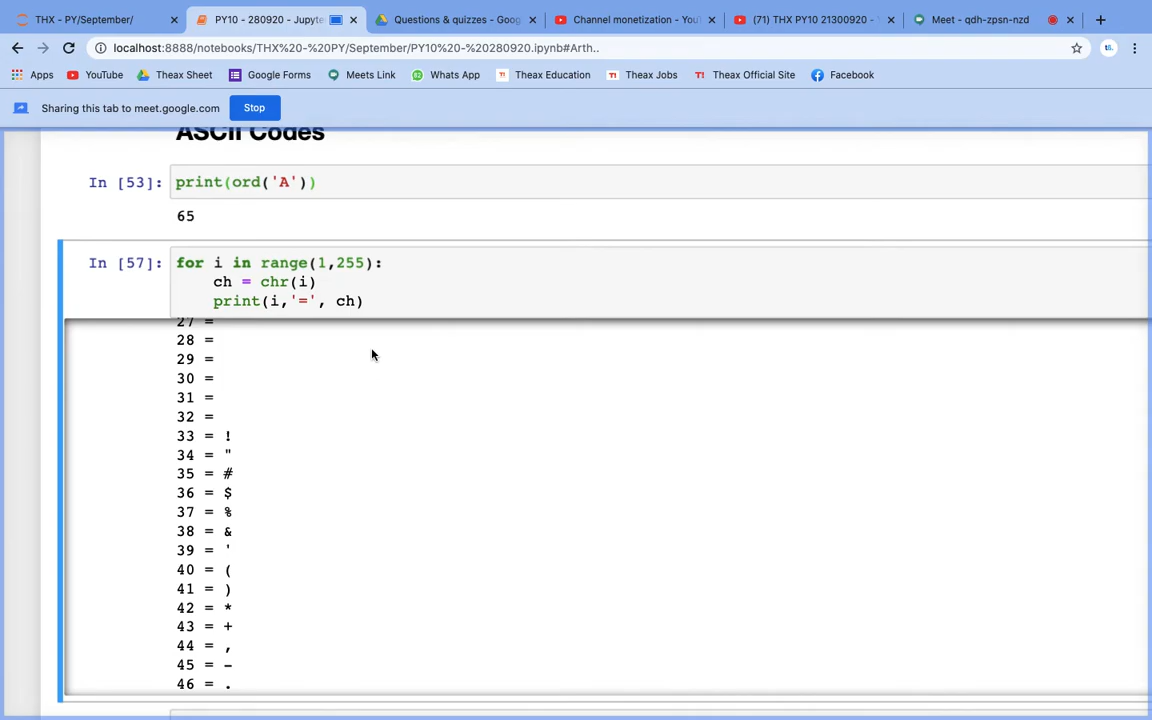 THX - PY/September/
PY10 - 280920 - Jupyte
Questions & quizzes - Goog
Channel monetization - You
(71) THX PY10 21300920 -
Meet - qdh-zpsn-nzd
localhost:8888/notebooks/THX%20-%20PY/September/PY10%20-%20280920.ipynb#Arth..
Apps YouTube Theax Sheet Google Forms Meets Link Whats App Theax Education Theax Jobs Theax Official Site Facebook
Sharing this tab to meet.google.com Stop
ASCII Codes
In [53]: print(ord('A'))
65
In [57]: for i in range(1,255):
ch = chr(i)
print(i,'=', ch)
27 =
28 =
29 =
30 =
31 =
32 =
33 = !
34 = "
35 = #
36 = $
37 = %
38 = &
39 = '
40 = (
41 = )
42 = *
43 = +
44 = ,
45 = -
46 = .